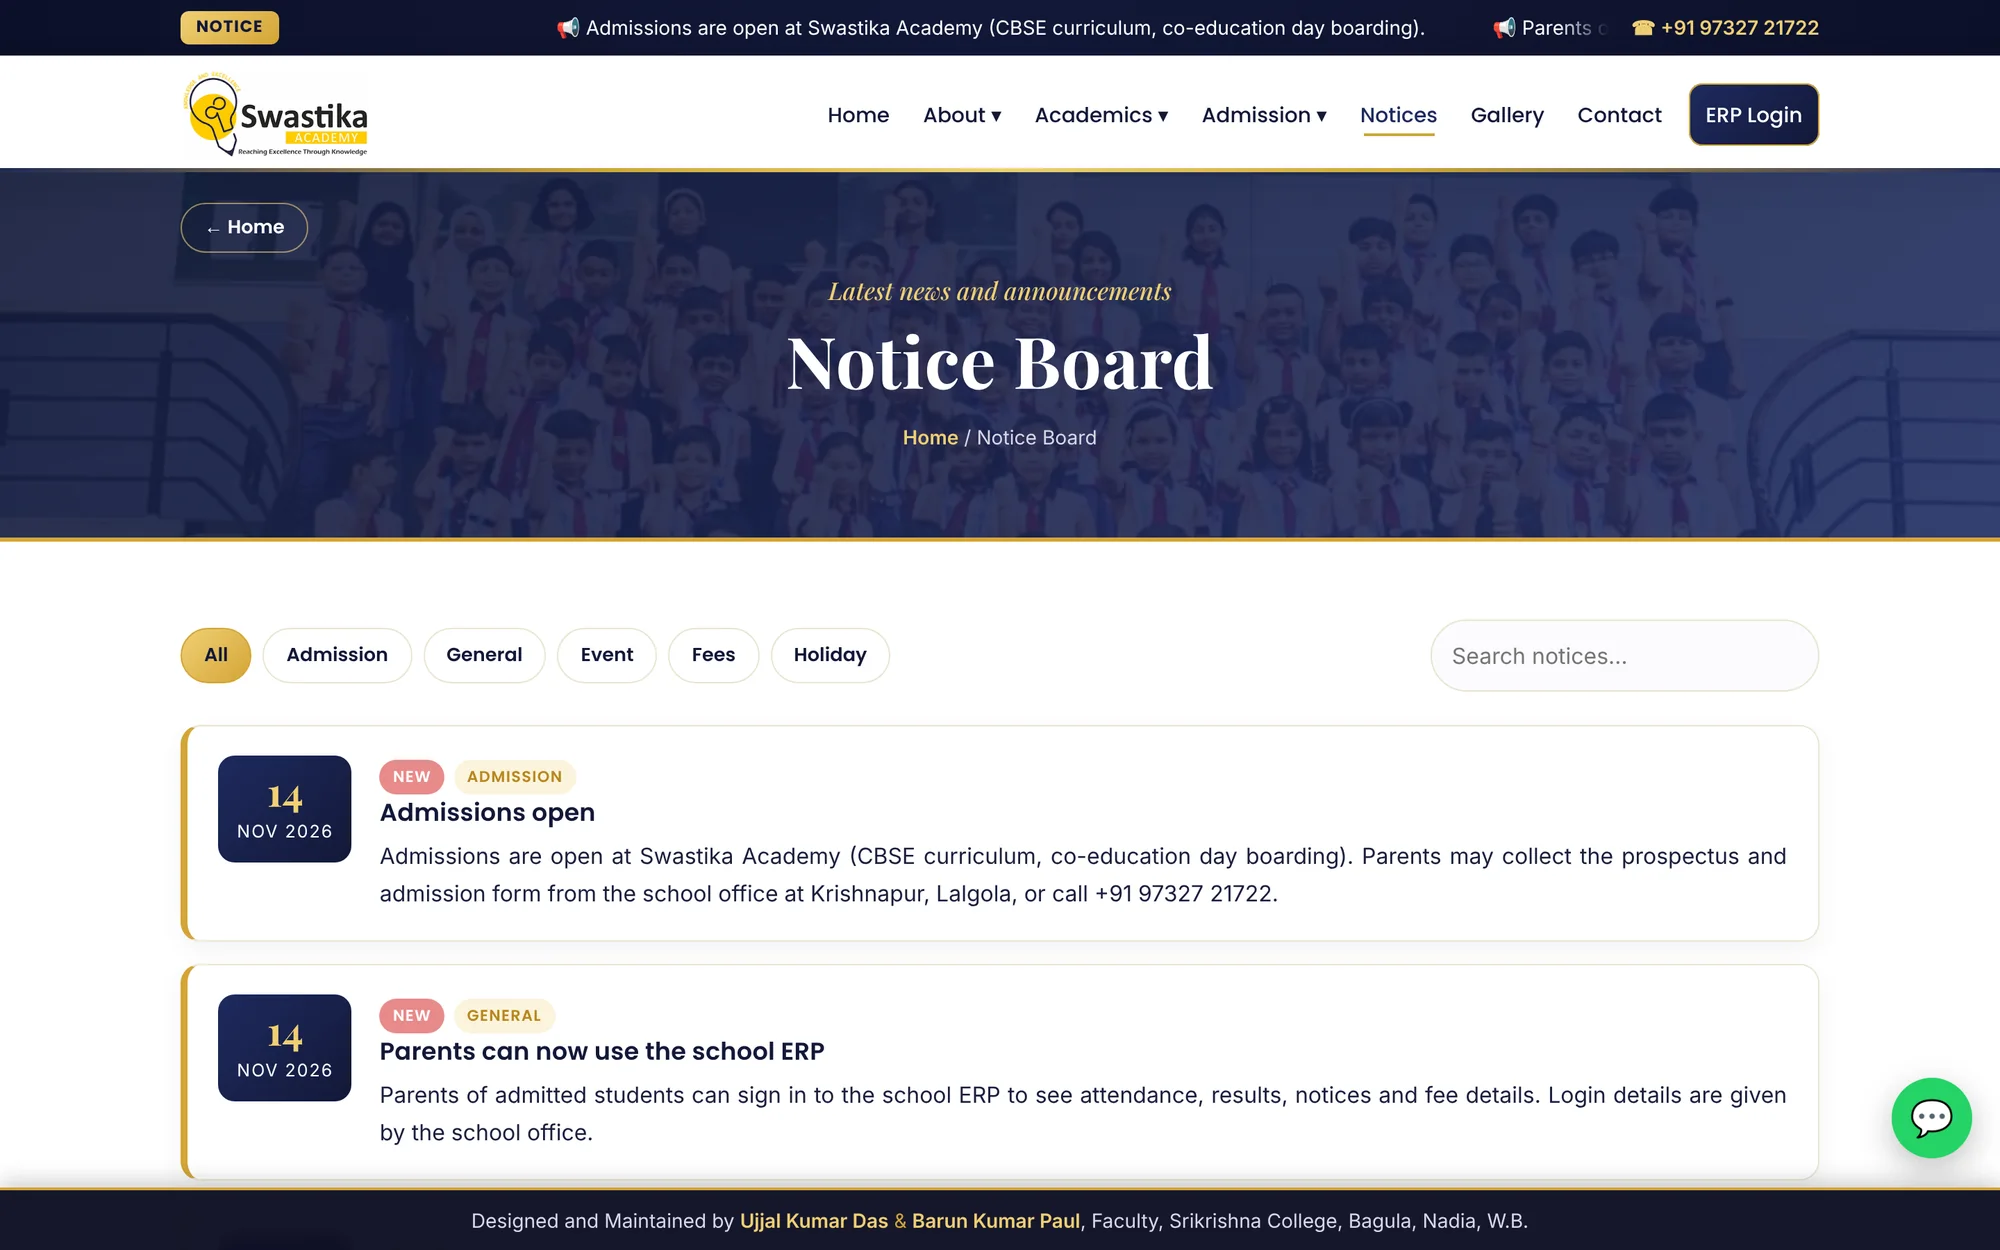 NOTICE
📢 Admissions are open at Swastika Academy (CBSE curriculum, co-education day boarding).
📢 Parents
☎ +91 97327 21722
Swastika
ACADEMY
Reaching Excellence Through Knowledge
Home
About ▾
Academics ▾
Admission ▾
Notices
Gallery
Contact
ERP Login
← Home
Latest news and announcements
Notice Board
Home / Notice Board
All
Admission
General
Event
Fees
Holiday
Search notices...
14
NOV 2026
NEW
ADMISSION
Admissions open
Admissions are open at Swastika Academy (CBSE curriculum, co-education day boarding). Parents may collect the prospectus and
admission form from the school office at Krishnapur, Lalgola, or call +91 97327 21722.
14
NOV 2026
NEW
GENERAL
Parents can now use the school ERP
Parents of admitted students can sign in to the school ERP to see attendance, results, notices and fee details. Login details are given
by the school office.
Designed and Maintained by Ujjal Kumar Das & Barun Kumar Paul, Faculty, Srikrishna College, Bagula, Nadia, W.B.